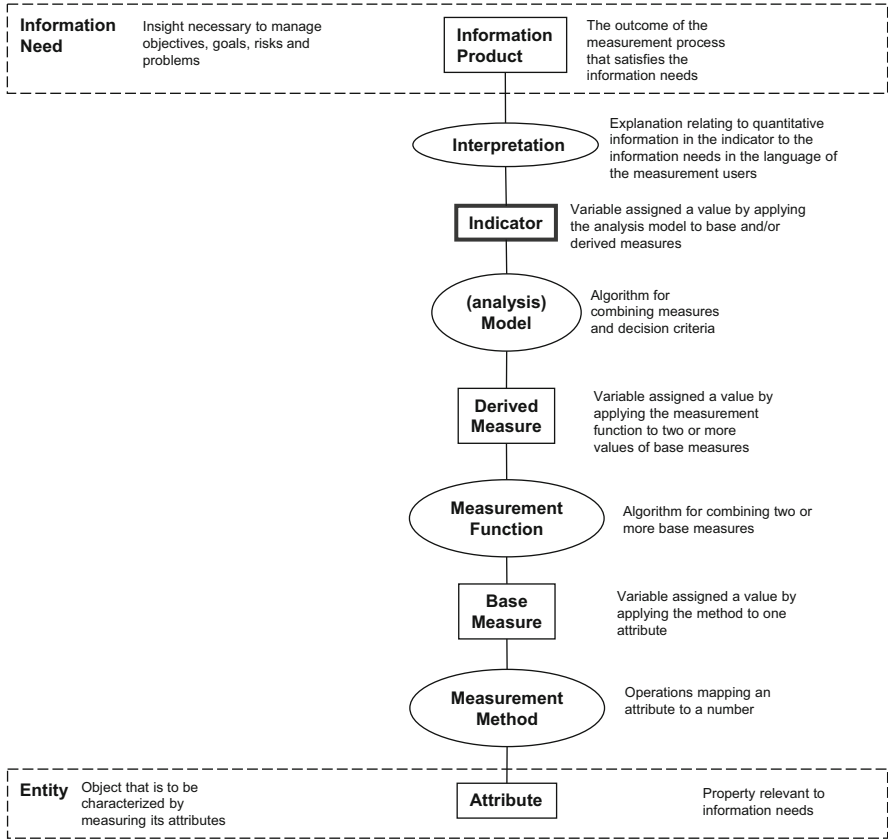 Information
Need
Insight necessary to manage
objectives, goals, risks and
problems
Information
Product
The outcome of the
measurement process
that satisfies the
information needs
Interpretation
Explanation relating to quantitative
information in the indicator to the
information needs in the language of
the measurement users
Indicator
Variable assigned a value by applying
the analysis model to base and/or
derived measures
(analysis)
Model
Algorithm for
combining measures
and decision criteria
Derived
Measure
Variable assigned a value by
applying the measurement
function to two or more
values of base measures
Measurement
Function
Algorithm for combining two or
more base measures
Base
Measure
Variable assigned a value by
applying the method to one
attribute
Measurement
Method
Operations mapping an
attribute to a number
Entity
Object that is to be
characterized by
measuring its attributes
Attribute
Property relevant to
information needs